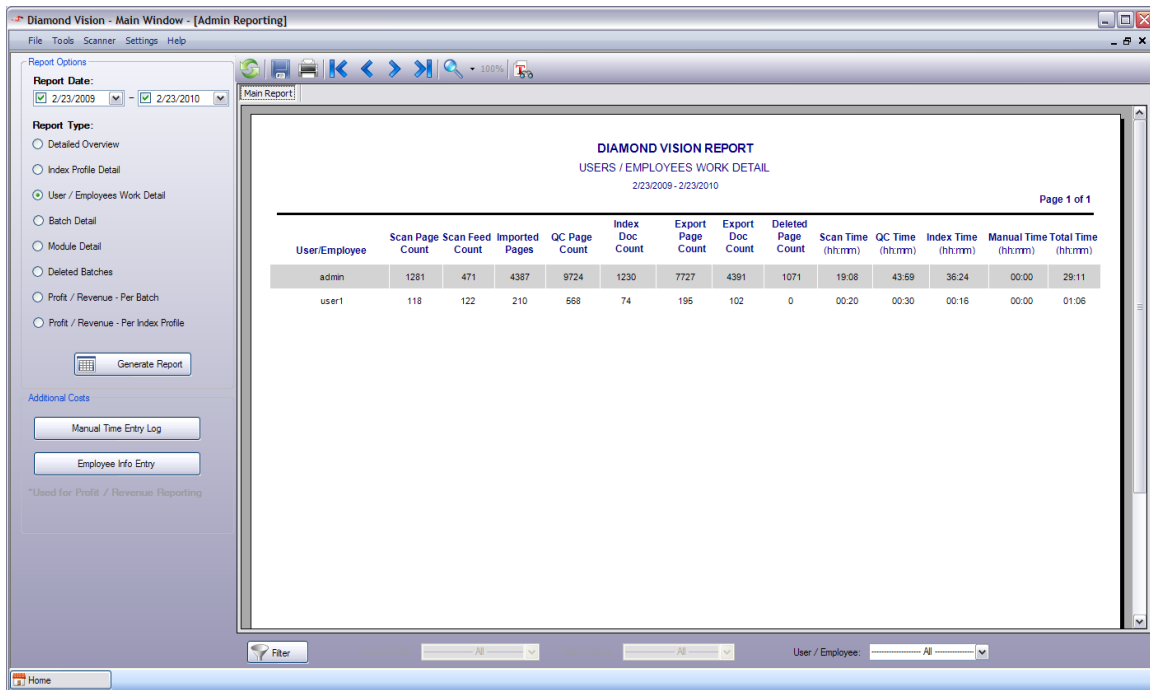 Diamond Vision - Main Window - [Admin Reporting]
File Tools Scanner Settings Help
Report Options
Report Date:
2/23/2009 - 2/23/2010
Report Type:
Detailed Overview
Index Profile Detail
User / Employees Work Detail
Batch Detail
Module Detail
Deleted Batches
Profit / Revenue - Per Batch
Profit / Revenue - Per Index Profile
Generate Report
Additional Costs
Manual Time Entry Log
Employee Info Entry
*Used for Profit / Revenue Reporting
100%
Main Report
DIAMOND VISION REPORT
USERS / EMPLOYEES WORK DETAIL
2/23/2009 - 2/23/2010
Page 1 of 1
User/Employee Scan Page Count Scan Feed Count Imported Pages QC Page Count Index Doc Count Export Page Count Export Doc Count Deleted Page Count Scan Time (hh:mm) QC Time (hh:mm) Index Time (hh:mm) Manual Time (hh:mm) Total Time (hh:mm)
admin 1281 471 4387 9724 1230 7727 4391 1071 19:08 43:59 36:24 00:00 29:11
user1 118 122 210 568 74 195 102 0 00:20 00:30 00:16 00:00 01:06
Filter
All
All
User / Employee: All
Home